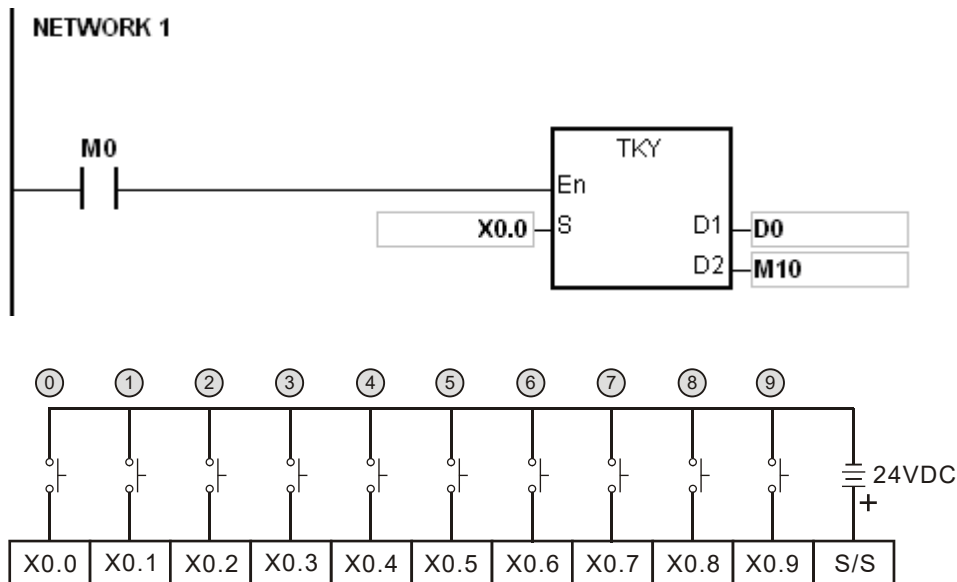 NETWORK 1
M0
TKY
En
X0.0 S D1 D0
D2 M10
0 1 2 3 4 5 6 7 8 9
24VDC
+
X0.0 X0.1 X0.2 X0.3 X0.4 X0.5 X0.6 X0.7 X0.8 X0.9 S/S